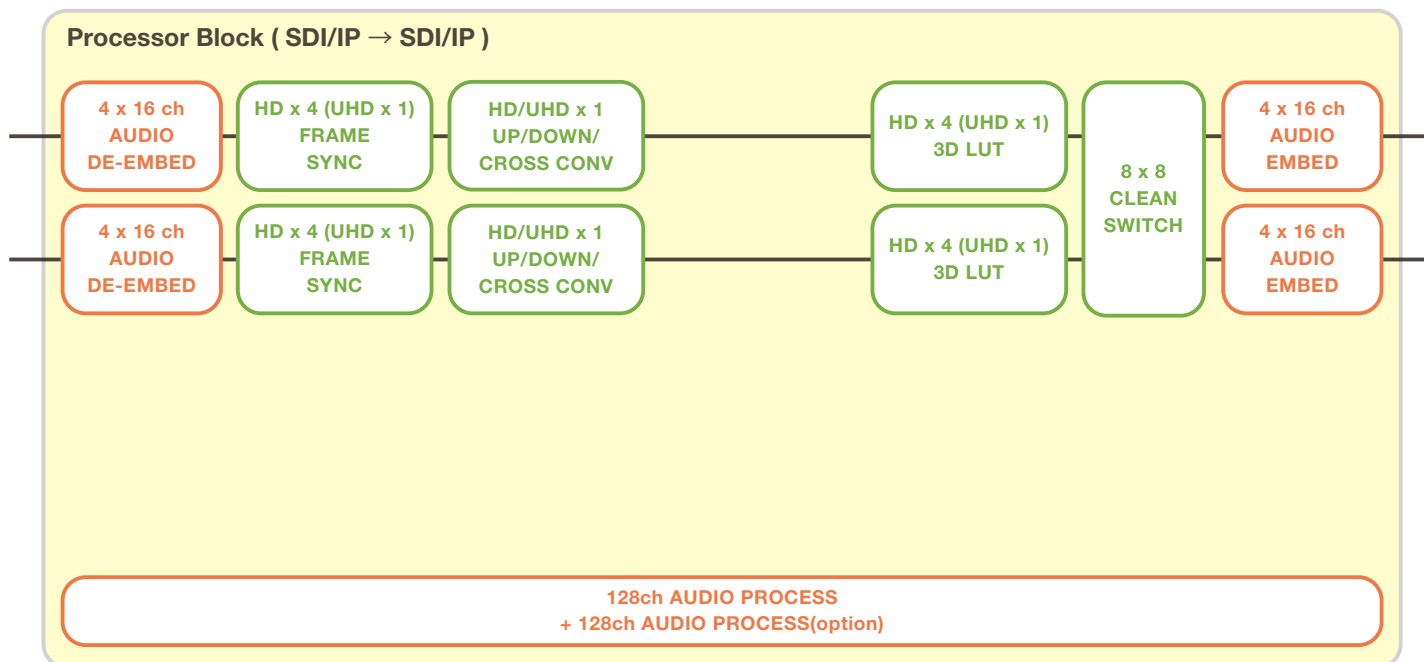 Processor Block ( SDI/IP → SDI/IP )
4 x 16 ch
AUDIO
DE-EMBED
HD x 4 (UHD x 1)
FRAME
SYNC
HD/UHD x 1
UP/DOWN/
CROSS CONV
HD x 4 (UHD x 1)
3D LUT
8 x 8
CLEAN
SWITCH
4 x 16 ch
AUDIO
EMBED
4 x 16 ch
AUDIO
DE-EMBED
HD x 4 (UHD x 1)
FRAME
SYNC
HD/UHD x 1
UP/DOWN/
CROSS CONV
HD x 4 (UHD x 1)
3D LUT
4 x 16 ch
AUDIO
EMBED
128ch AUDIO PROCESS
+ 128ch AUDIO PROCESS(option)